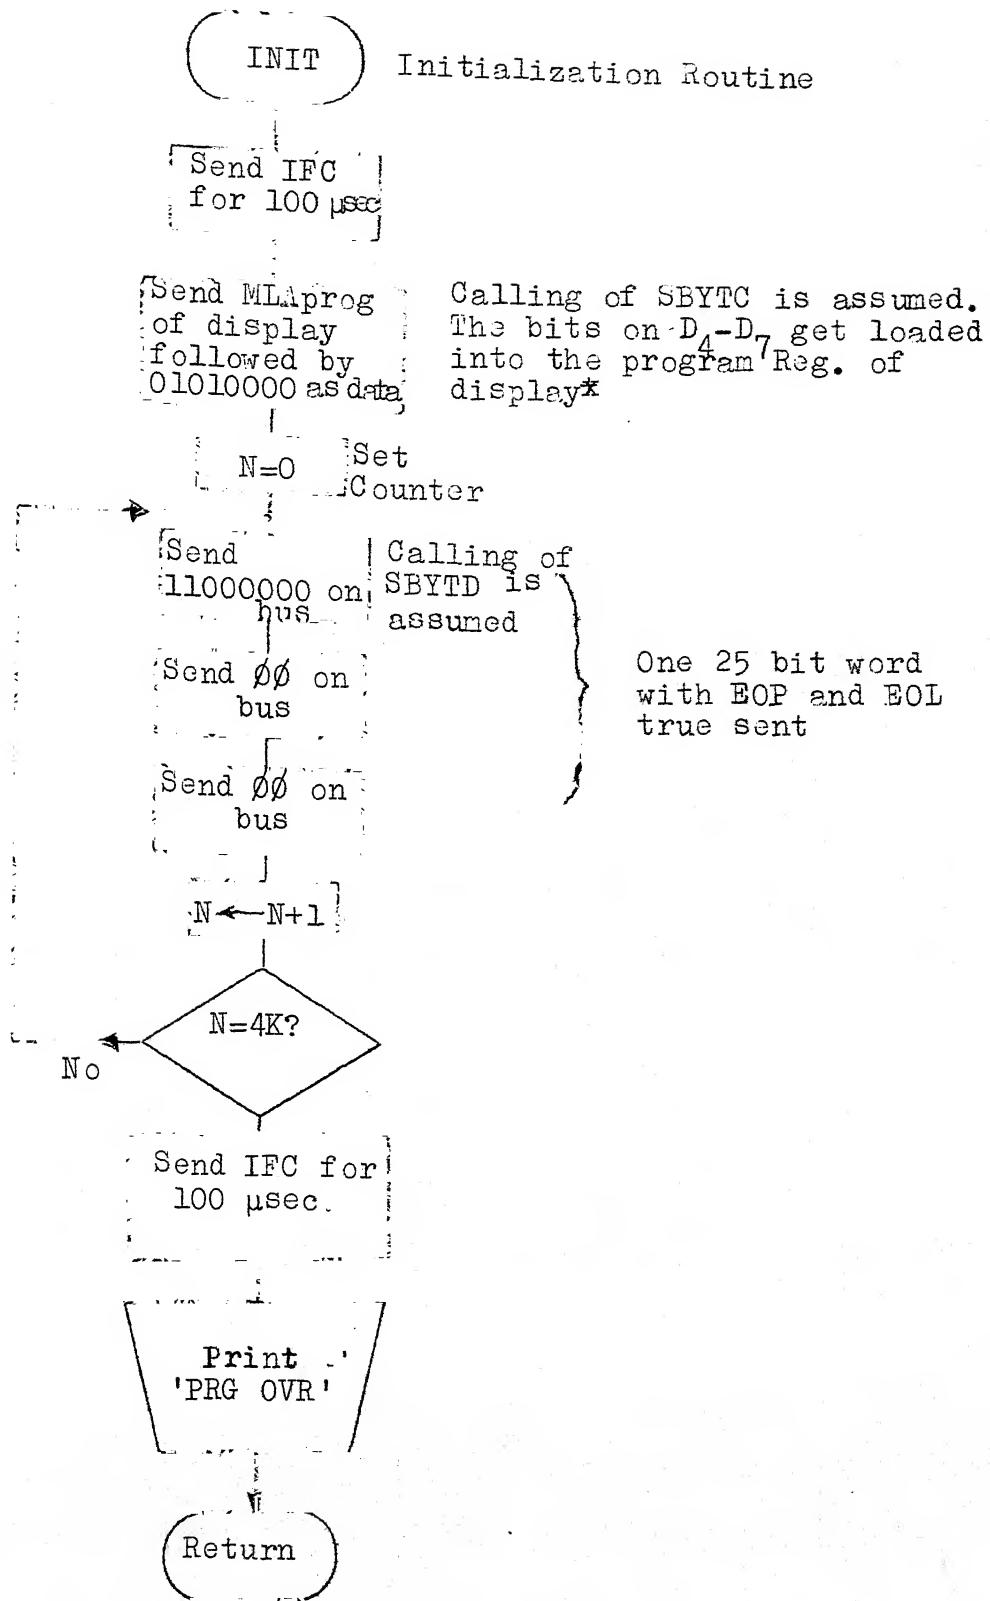 INIT
Initialization Routine
Send IFC
for 100 µsec
Send MLAprog
of display
followed by
01010000 as data
Calling of SBYTC is assumed.
The bits on D4-D7 get loaded
into the program Reg. of
display*
N=0
Set
Counter
Send
11000000 on
bus
Calling of
SBYTD is
assumed
Send ØØ on
bus
Send ØØ on
bus
One 25 bit word
with EOP and EOL
true sent
N←N+1
N=4K?
No
Send IFC for
100 µsec.
Print
'PRG OVR'
Return